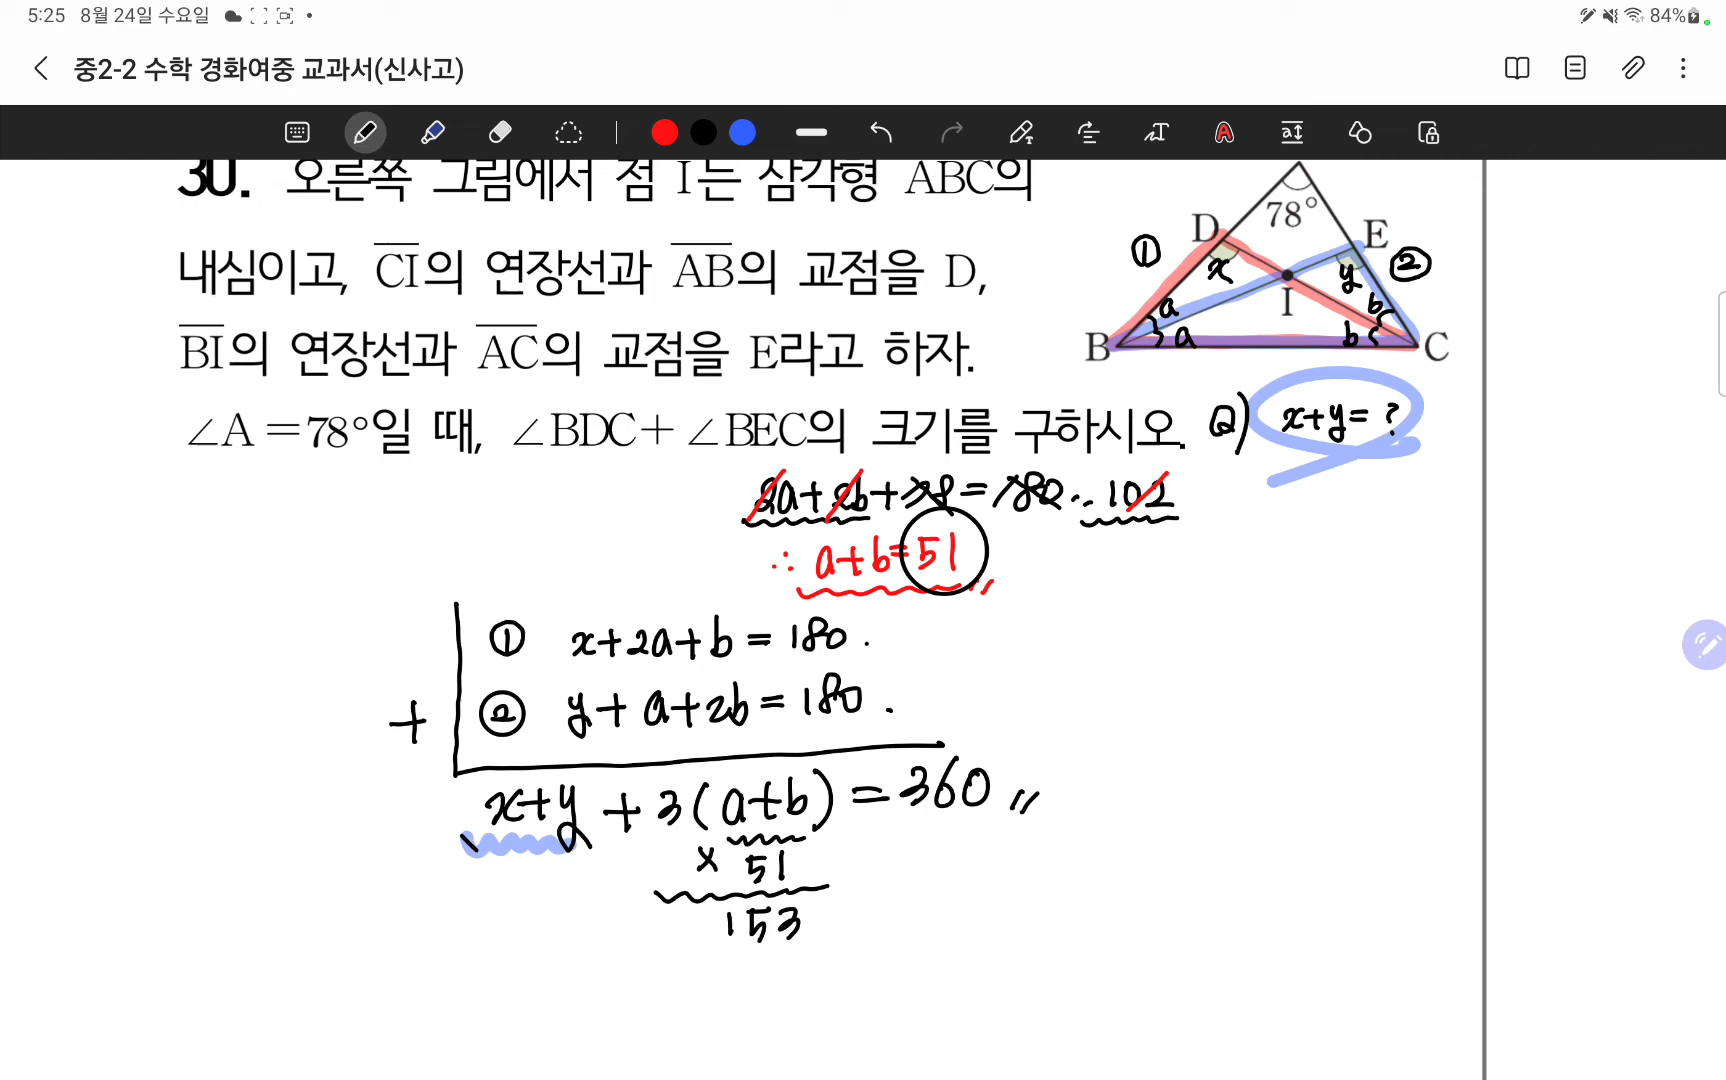 5:25 8월 24일 수요일
84%
중2-2 수학 경화여중 교과서(신사고)
30. 오른쪽 그림에서 점 I는 삼각형 ABC의
내심이고, CI의 연장선과 AB의 교점을 D,
BI의 연장선과 AC의 교점을 E라고 하자.
∠A=78°일 때, ∠BDC+∠BEC의 크기를 구하시오.
78°
D
E
① x
y ②
I
a
b
B a
b C
Q) x+y=?
2a+2b+78=180.. 102
∴ a+b=51
① x+2a+b=180.
+ ② y+a+2b=180.
x+y+3(a+b)=360〃
x 51
153